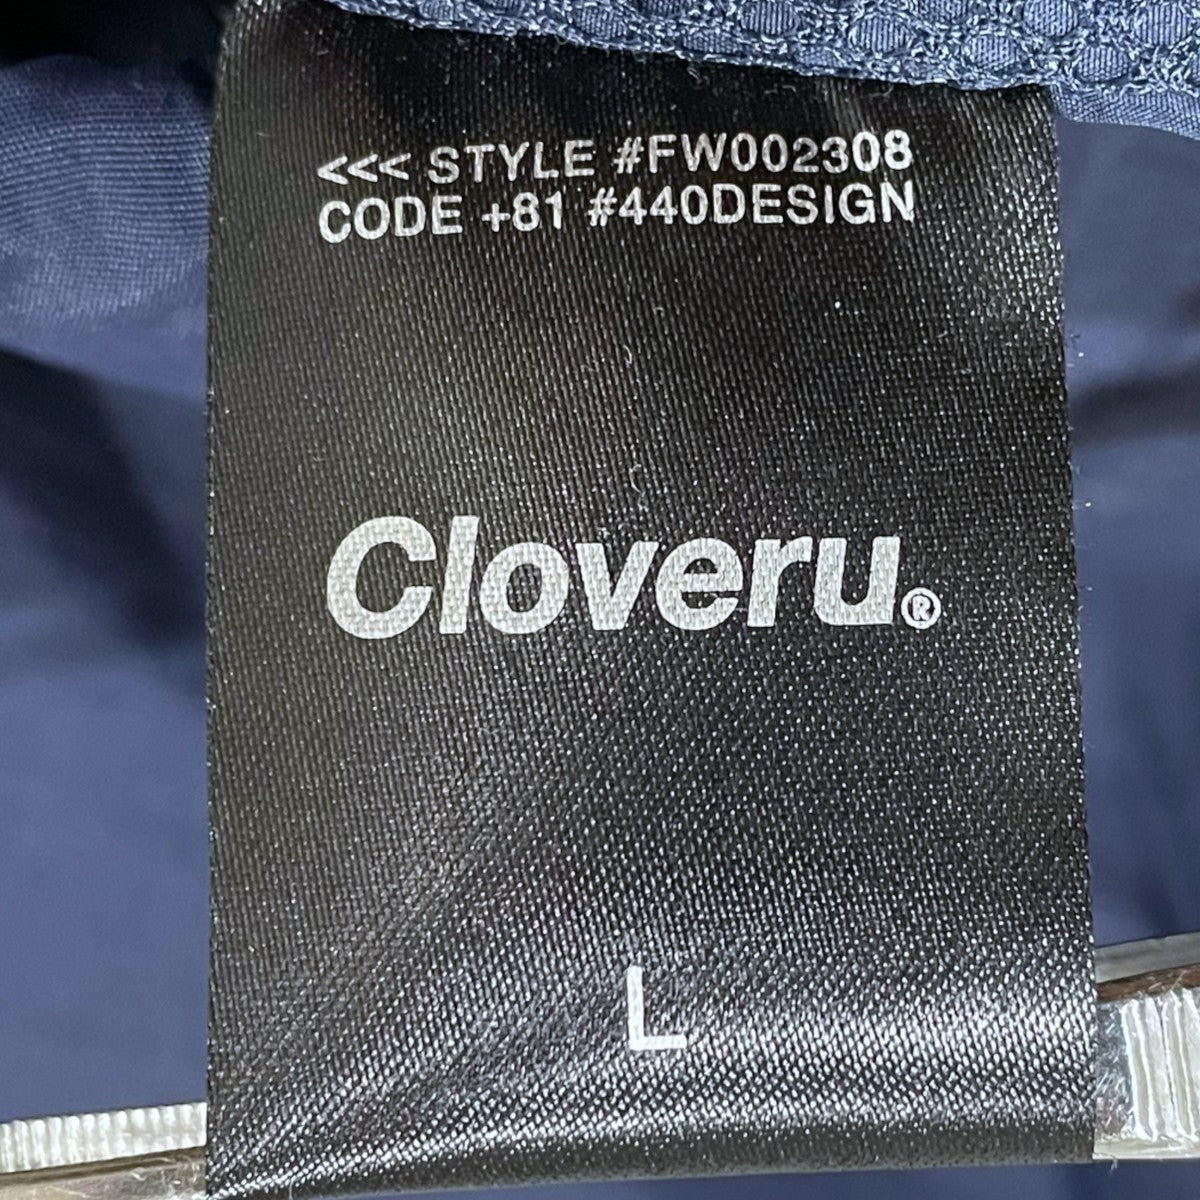 <<< STYLE #FW002308
CODE +81 #440DESIGN
Cloveru.®
L